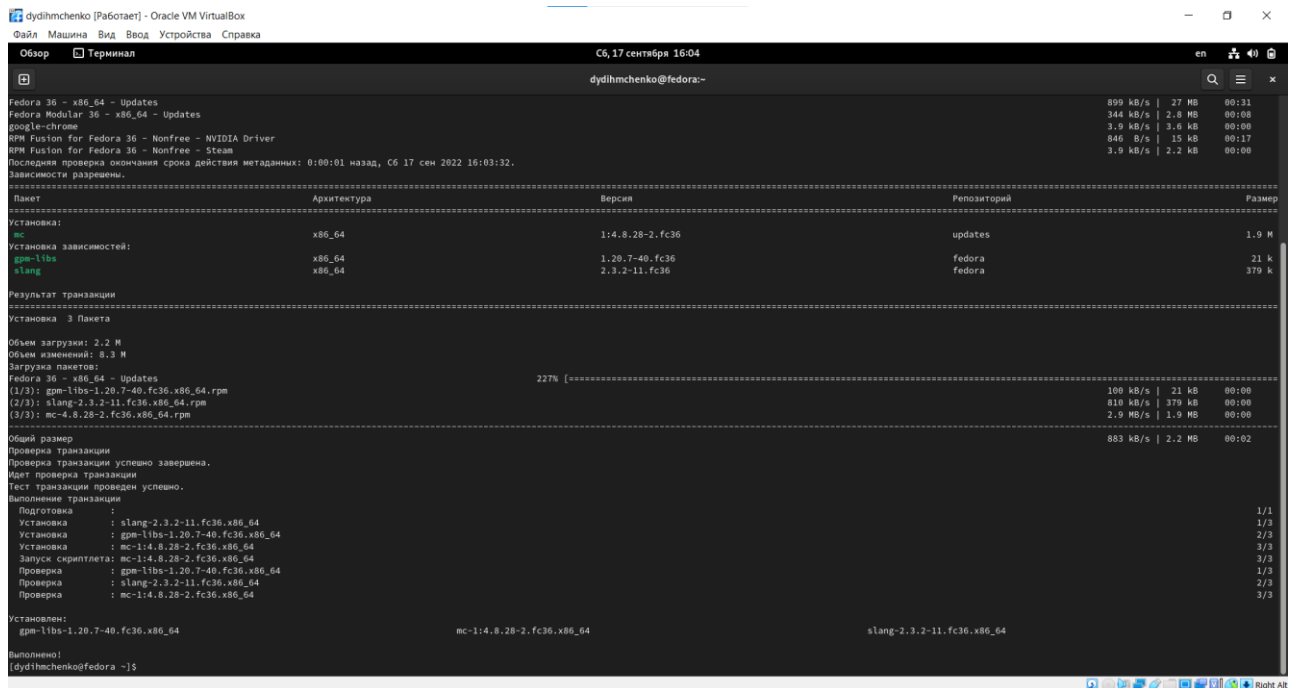 dydihmchenko [Работает] - Oracle VM VirtualBox
Файл Машина Вид Ввод Устройства Справка
Обзор Терминал Сб, 17 сентября 16:04 en
dydihmchenko@fedora:~
Fedora 36 - x86_64 - Updates 899 kB/s | 27 MB 00:31
Fedora Modular 36 - x86_64 - Updates 344 kB/s | 2.8 MB 00:08
google-chrome 3.9 kB/s | 3.6 kB 00:00
RPM Fusion for Fedora 36 - Nonfree - NVIDIA Driver 846 B/s | 15 kB 00:17
RPM Fusion for Fedora 36 - Nonfree - Steam 3.9 kB/s | 2.2 kB 00:00
Последняя проверка окончания срока действия метаданных: 0:00:01 назад, Сб 17 сен 2022 16:03:32.
Зависимости разрешены.
Пакет Архитектура Версия Репозиторий Размер
Установка:
mc x86_64 1:4.8.28-2.fc36 updates 1.9 M
Установка зависимостей:
gpm-libs x86_64 1.20.7-40.fc36 fedora 21 k
slang x86_64 2.3.2-11.fc36 fedora 379 k
Результат транзакции
Установка 3 Пакета
Объем загрузки: 2.2 M
Объем изменений: 8.3 M
Загрузка пакетов:
Fedora 36 - x86_64 - Updates 227% [===
(1/3): gpm-libs-1.20.7-40.fc36.x86_64.rpm 100 kB/s | 21 kB 00:00
(2/3): slang-2.3.2-11.fc36.x86_64.rpm 810 kB/s | 379 kB 00:00
(3/3): mc-4.8.28-2.fc36.x86_64.rpm 2.9 MB/s | 1.9 MB 00:00
Общий размер 883 kB/s | 2.2 MB 00:02
Проверка транзакции
Проверка транзакции успешно завершена.
Идет проверка транзакции
Тест транзакции проведен успешно.
Выполнение транзакции
Подготовка : 1/1
Установка : slang-2.3.2-11.fc36.x86_64 1/3
Установка : gpm-libs-1.20.7-40.fc36.x86_64 2/3
Установка : mc-1:4.8.28-2.fc36.x86_64 3/3
Запуск скриптлета: mc-1:4.8.28-2.fc36.x86_64 3/3
Проверка : gpm-libs-1.20.7-40.fc36.x86_64 1/3
Проверка : slang-2.3.2-11.fc36.x86_64 2/3
Проверка : mc-1:4.8.28-2.fc36.x86_64 3/3
Установлен:
gpm-libs-1.20.7-40.fc36.x86_64 mc-1:4.8.28-2.fc36.x86_64 slang-2.3.2-11.fc36.x86_64
Выполнено!
[dydihmchenko@fedora ~]$
Right Alt